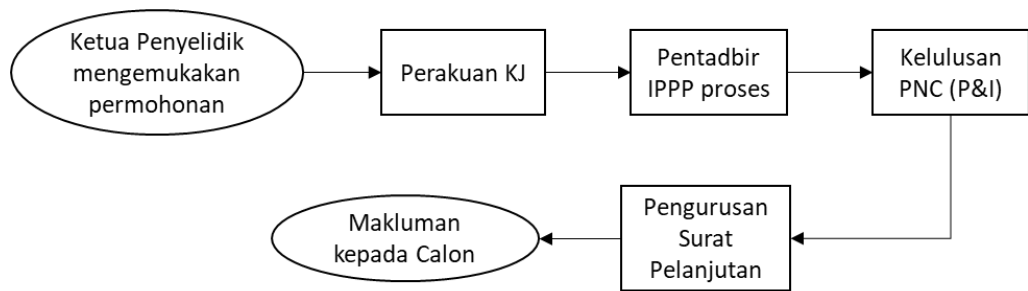 Ketua Penyelidik
mengemukakan
permohonan
Perakuan KJ
Pentadbir
IPPP proses
Kelulusan
PNC (P&I)
Pengurusan
Surat
Pelanjutan
Makluman
kepada Calon